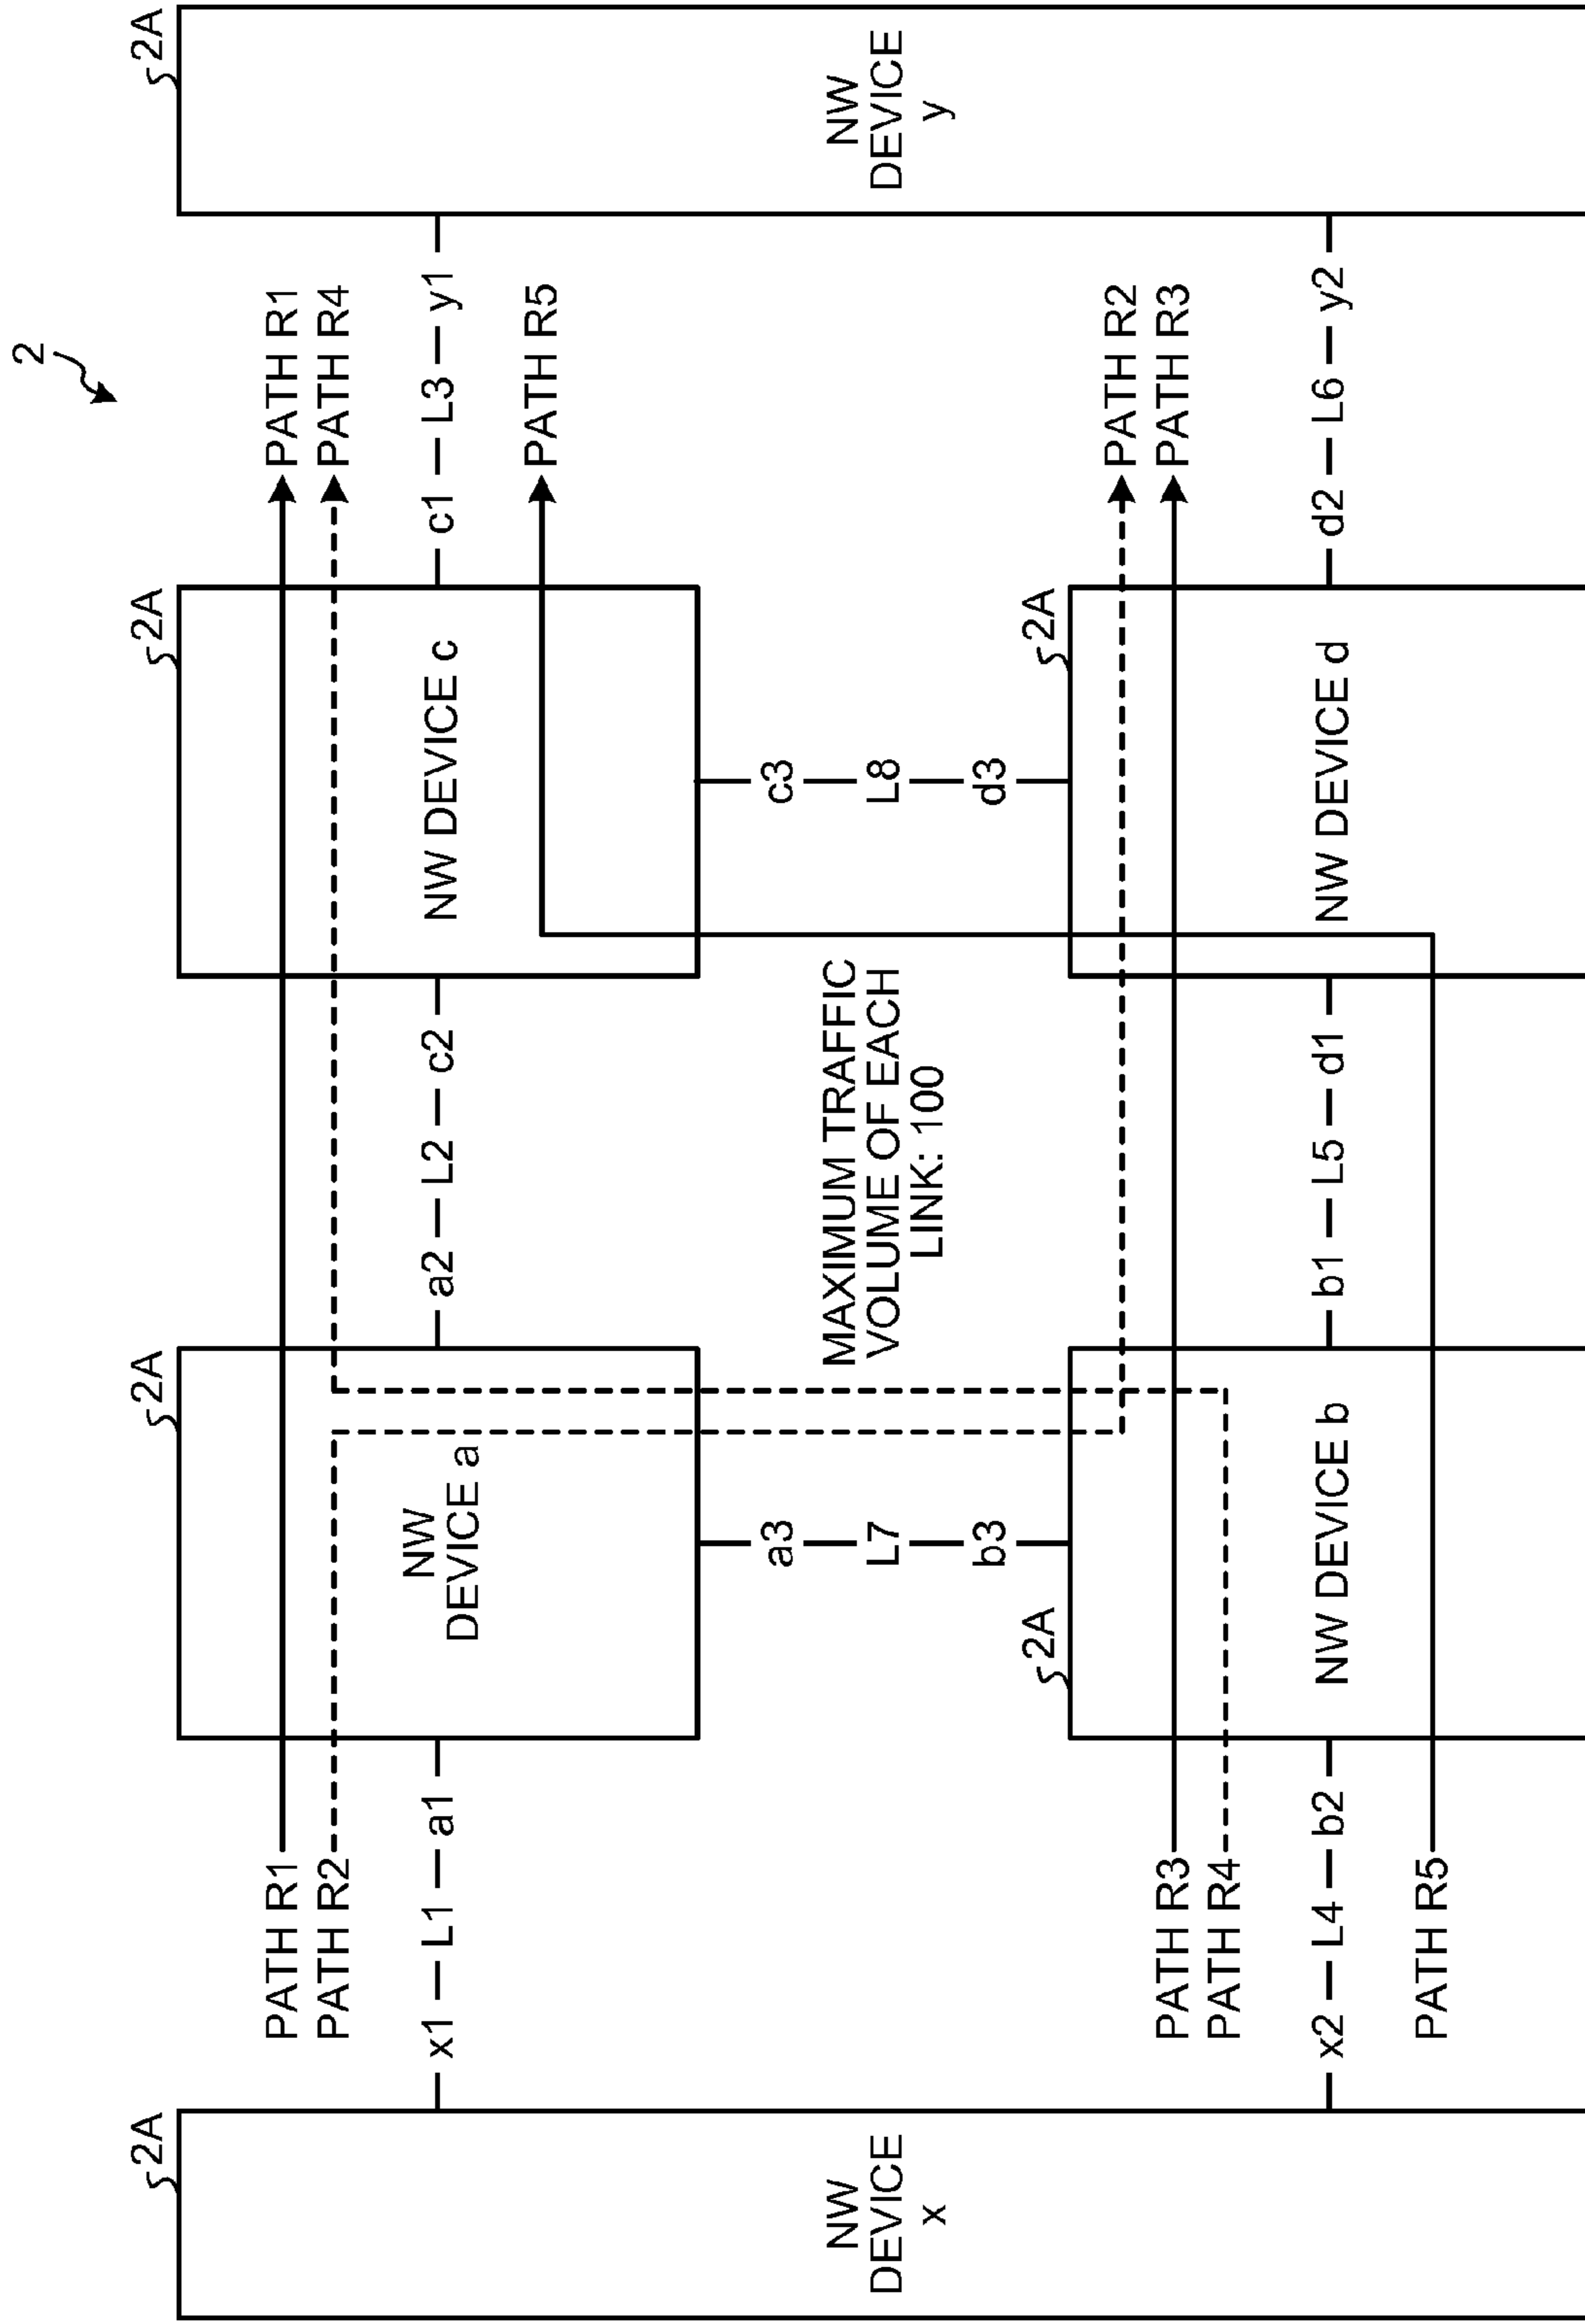 2
2A
2A
2A
2A
PATH R1
PATH R1
PATH R2
PATH R4
NW
DEVICE a
NW DEVICE c
x1
L1
a1
a2
L2
c2
c1
L3
y1
PATH R5
a3
L7
b3
c3
L8
d3
NW
DEVICE
x
MAXIMUM TRAFFIC
VOLUME OF EACH
LINK: 100
NW
DEVICE
y
2A
2A
PATH R2
PATH R3
PATH R3
PATH R4
NW DEVICE b
NW DEVICE d
x2
L4
b2
b1
L5
d1
d2
L6
y2
PATH R5